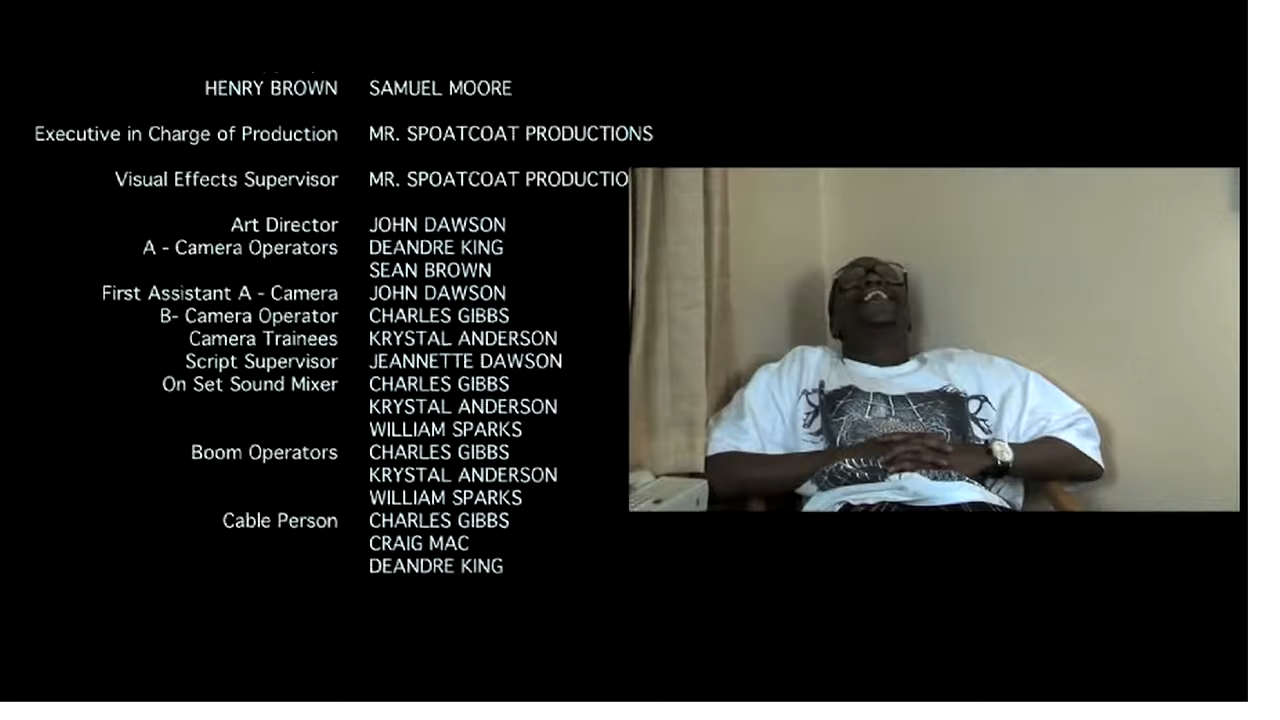 HENRY BROWN SAMUEL MOORE
Executive in Charge of Production MR. SPOATCOAT PRODUCTIONS
Visual Effects Supervisor MR. SPOATCOAT PRODUCTIO
Art Director JOHN DAWSON
A - Camera Operators DEANDRE KING
SEAN BROWN
First Assistant A - Camera JOHN DAWSON
B- Camera Operator CHARLES GIBBS
Camera Trainees KRYSTAL ANDERSON
Script Supervisor JEANNETTE DAWSON
On Set Sound Mixer CHARLES GIBBS
KRYSTAL ANDERSON
WILLIAM SPARKS
Boom Operators CHARLES GIBBS
KRYSTAL ANDERSON
WILLIAM SPARKS
Cable Person CHARLES GIBBS
CRAIG MAC
DEANDRE KING